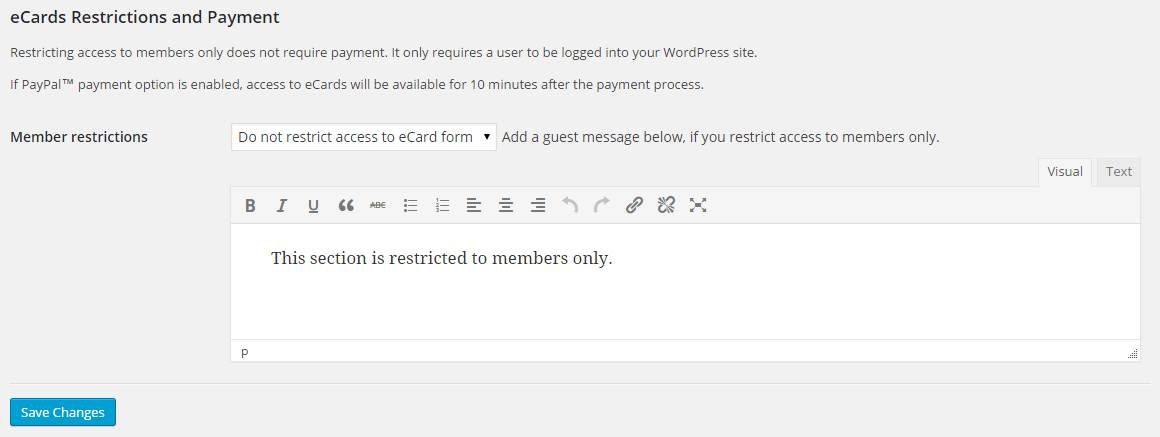 eCards Restrictions and Payment
Restricting access to members only does not require payment. It only requires a user to be logged into your WordPress site.
If PayPal™ payment option is enabled, access to eCards will be available for 10 minutes after the payment process.
Member restrictions
Do not restrict access to eCard form
Add a guest message below, if you restrict access to members only.
Visual
Text
B I U ABC
This section is restricted to members only.
p
Save Changes